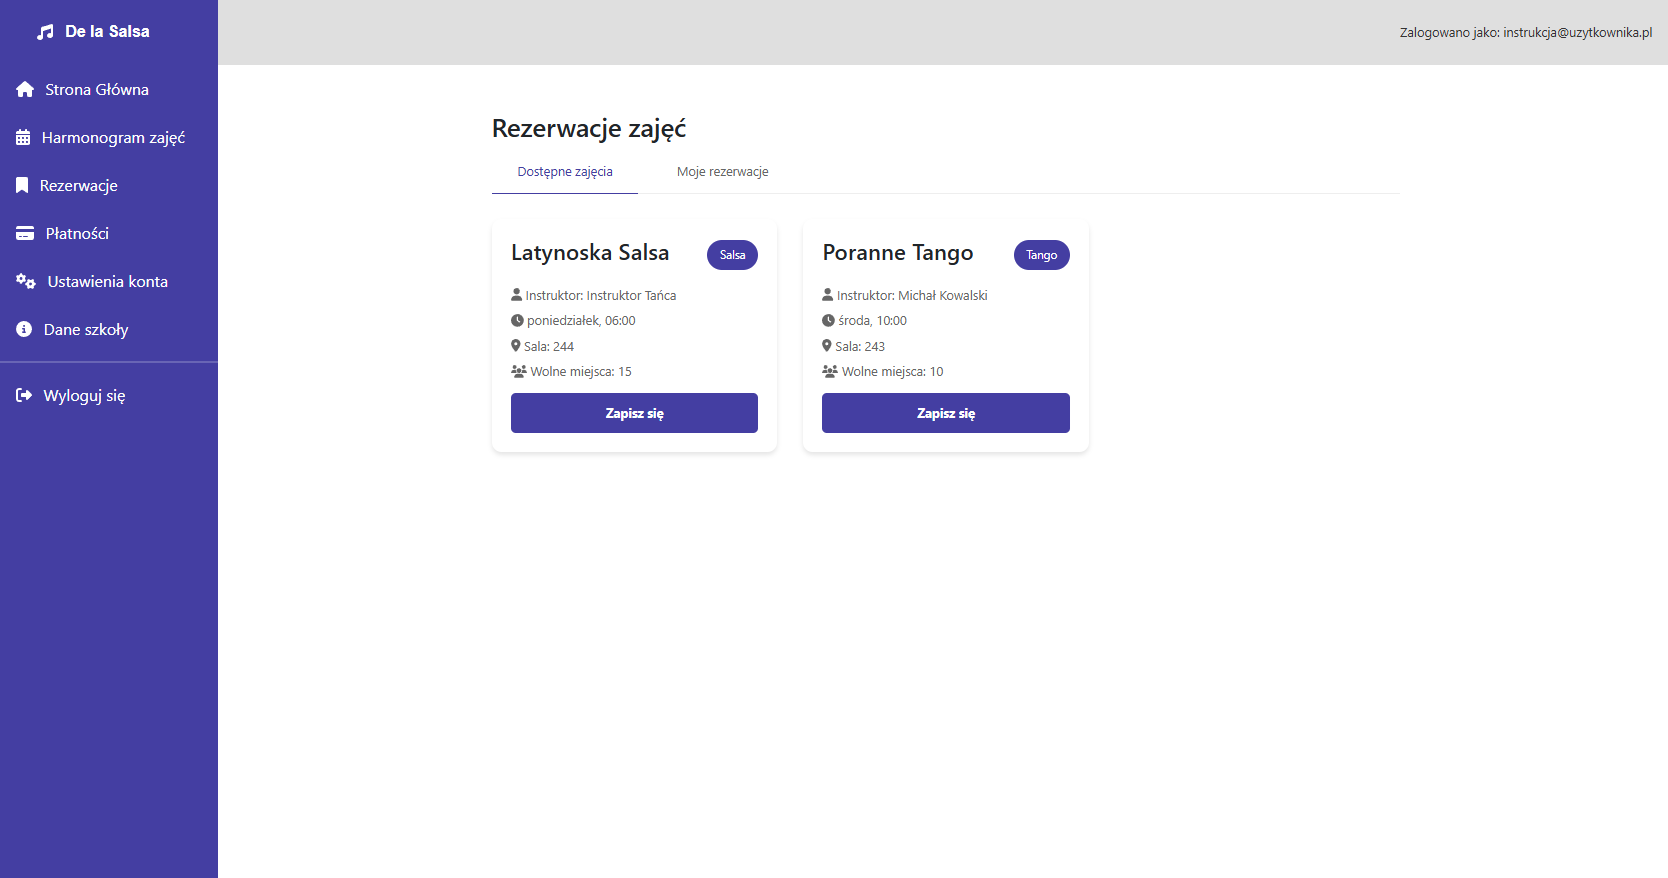 De la Salsa
Zalogowano jako: instrukcja@uzytkownika.pl
Strona Główna
Harmonogram zajęć
Rezerwacje
Płatności
Ustawienia konta
Dane szkoły
Wyloguj się
Rezerwacje zajęć
Dostępne zajęcia
Moje rezerwacje
Latynoska Salsa
Salsa
Instruktor: Instruktor Tańca
poniedziałek, 06:00
Sala: 244
Wolne miejsca: 15
Zapisz się
Poranne Tango
Tango
Instruktor: Michał Kowalski
środa, 10:00
Sala: 243
Wolne miejsca: 10
Zapisz się